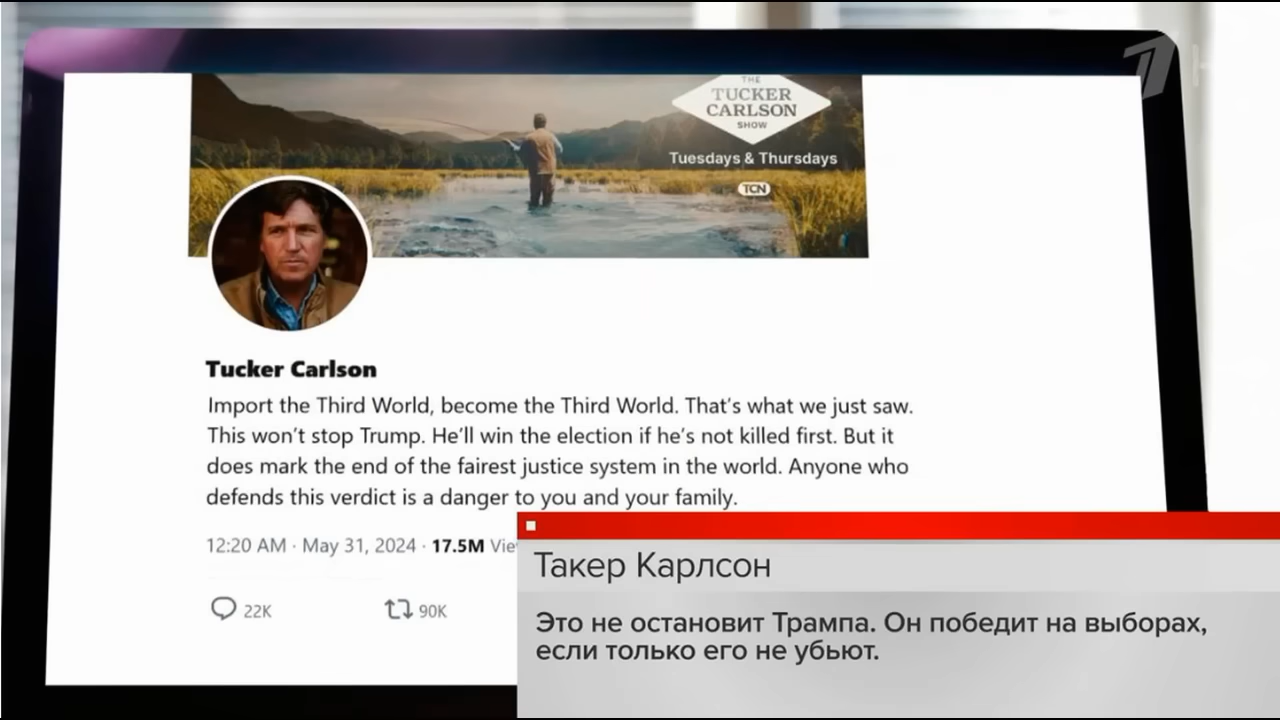 THE
TUCKER
CARLSON
SHOW
Tuesdays & Thursdays
TCN
Tucker Carlson
Import the Third World, become the Third World. That's what we just saw.
This won't stop Trump. He'll win the election if he's not killed first. But it
does mark the end of the fairest justice system in the world. Anyone who
defends this verdict is a danger to you and your family.
12:20 AM · May 31, 2024 · 17.5M
22K
90K
Такер Карлсон
Это не остановит Трампа. Он победит на выборах,
если только его не убьют.